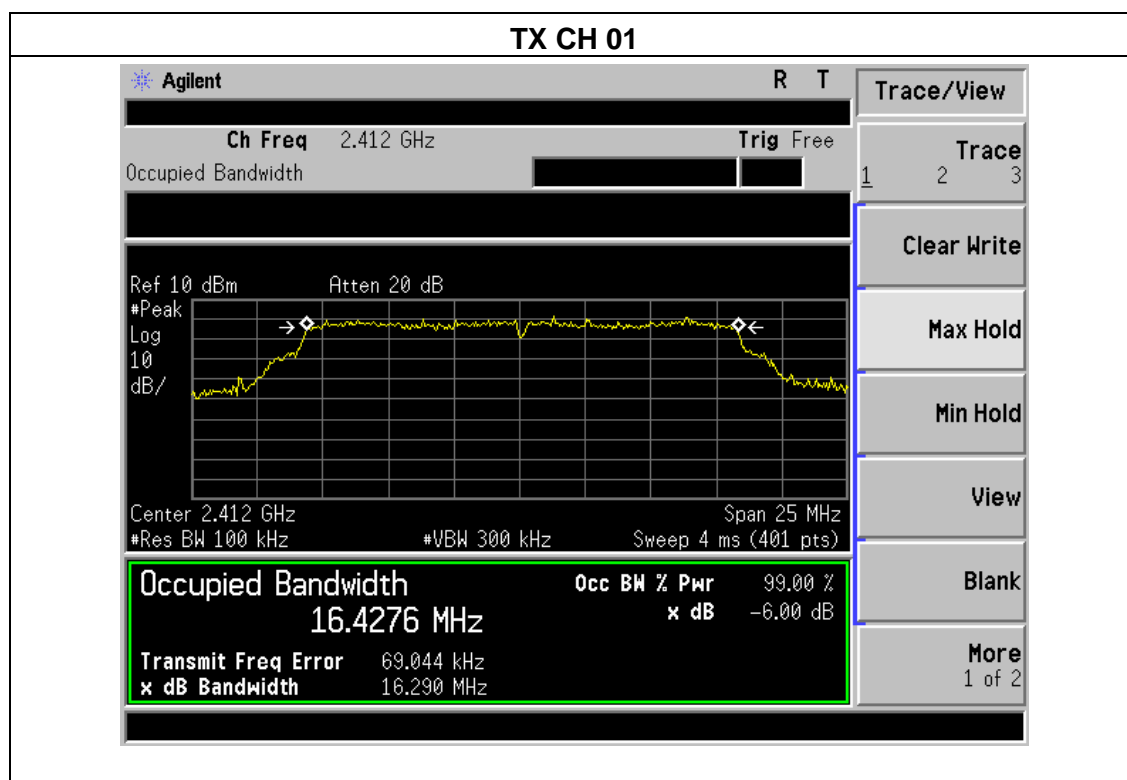 TX CH 01
Agilent R T
Ch Freq 2.412 GHz Trig Free
Occupied Bandwidth
Ref 10 dBm Atten 20 dB
#Peak
Log
10
dB/
Center 2.412 GHz Span 25 MHz
#Res BW 100 kHz #VBW 300 kHz Sweep 4 ms (401 pts)
Occupied Bandwidth Occ BW % Pwr 99.00 %
16.4276 MHz x dB -6.00 dB
Transmit Freq Error 69.044 kHz
x dB Bandwidth 16.290 MHz
Trace/View
Trace
1 2 3
Clear Write
Max Hold
Min Hold
View
Blank
More
1 of 2